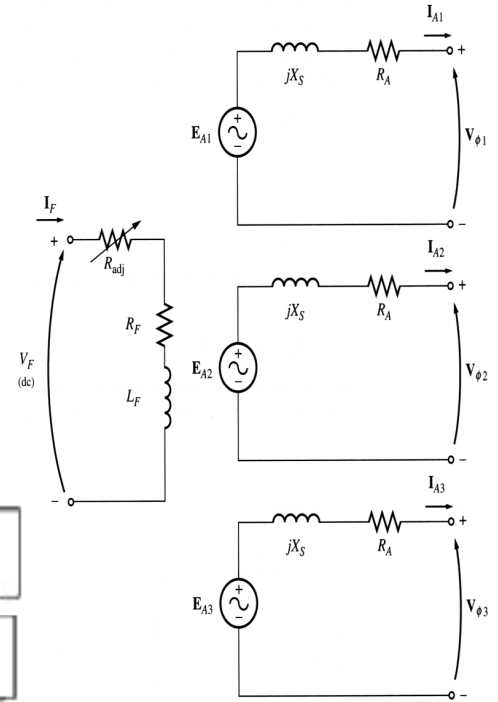 I_A1
+
jX_S
R_A
+
E_A1
−
V_ϕ1
−
I_F
+
R_adj
R_F
V_F
(dc)
L_F
−
I_A2
+
jX_S
R_A
+
E_A2
−
V_ϕ2
−
I_A3
+
jX_S
R_A
+
E_A3
−
V_ϕ3
−